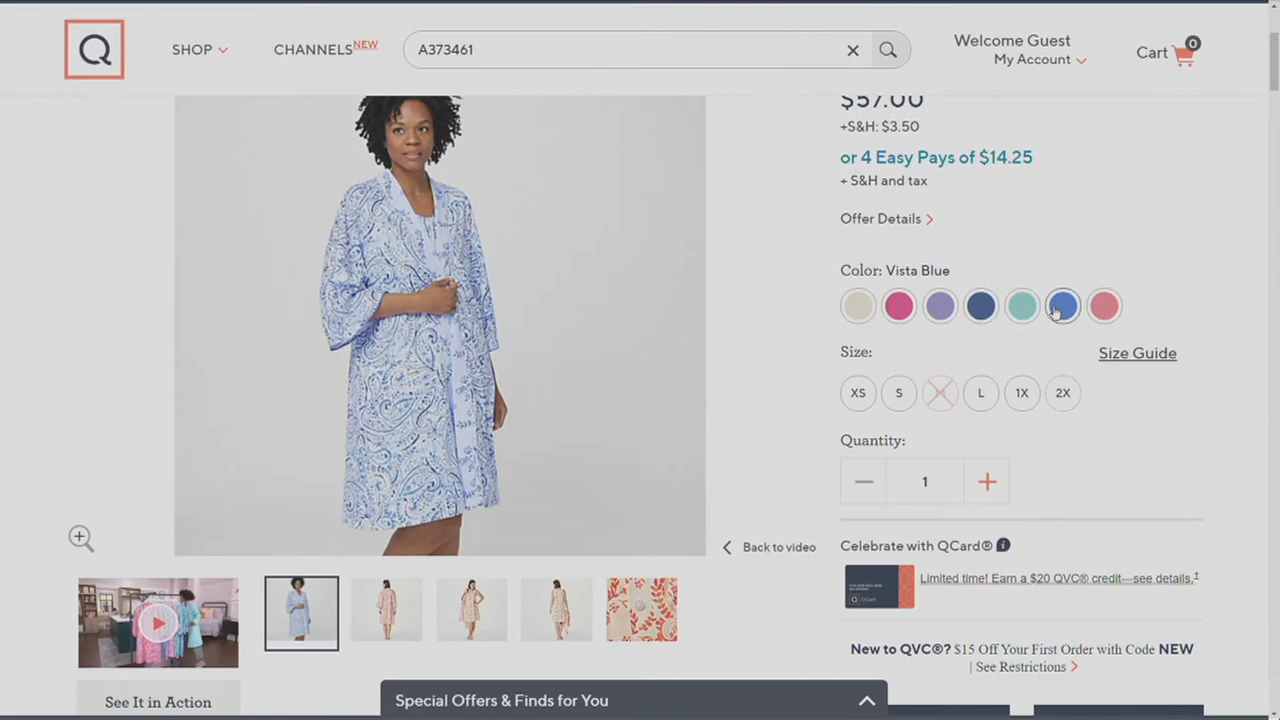 Q
SHOP
CHANNELS NEW
A373461
Welcome Guest
My Account
Cart 0
$57.00
+S&H: $3.50
or 4 Easy Pays of $14.25
+ S&H and tax
Offer Details
Color: Vista Blue
Size:
Size Guide
XS S L 1X 2X
Quantity:
1
Back to video
Celebrate with QCard®
Limited time! Earn a $20 QVC® credit—see details.‡
New to QVC®? $15 Off Your First Order with Code NEW
| See Restrictions
See It in Action
Special Offers & Finds for You